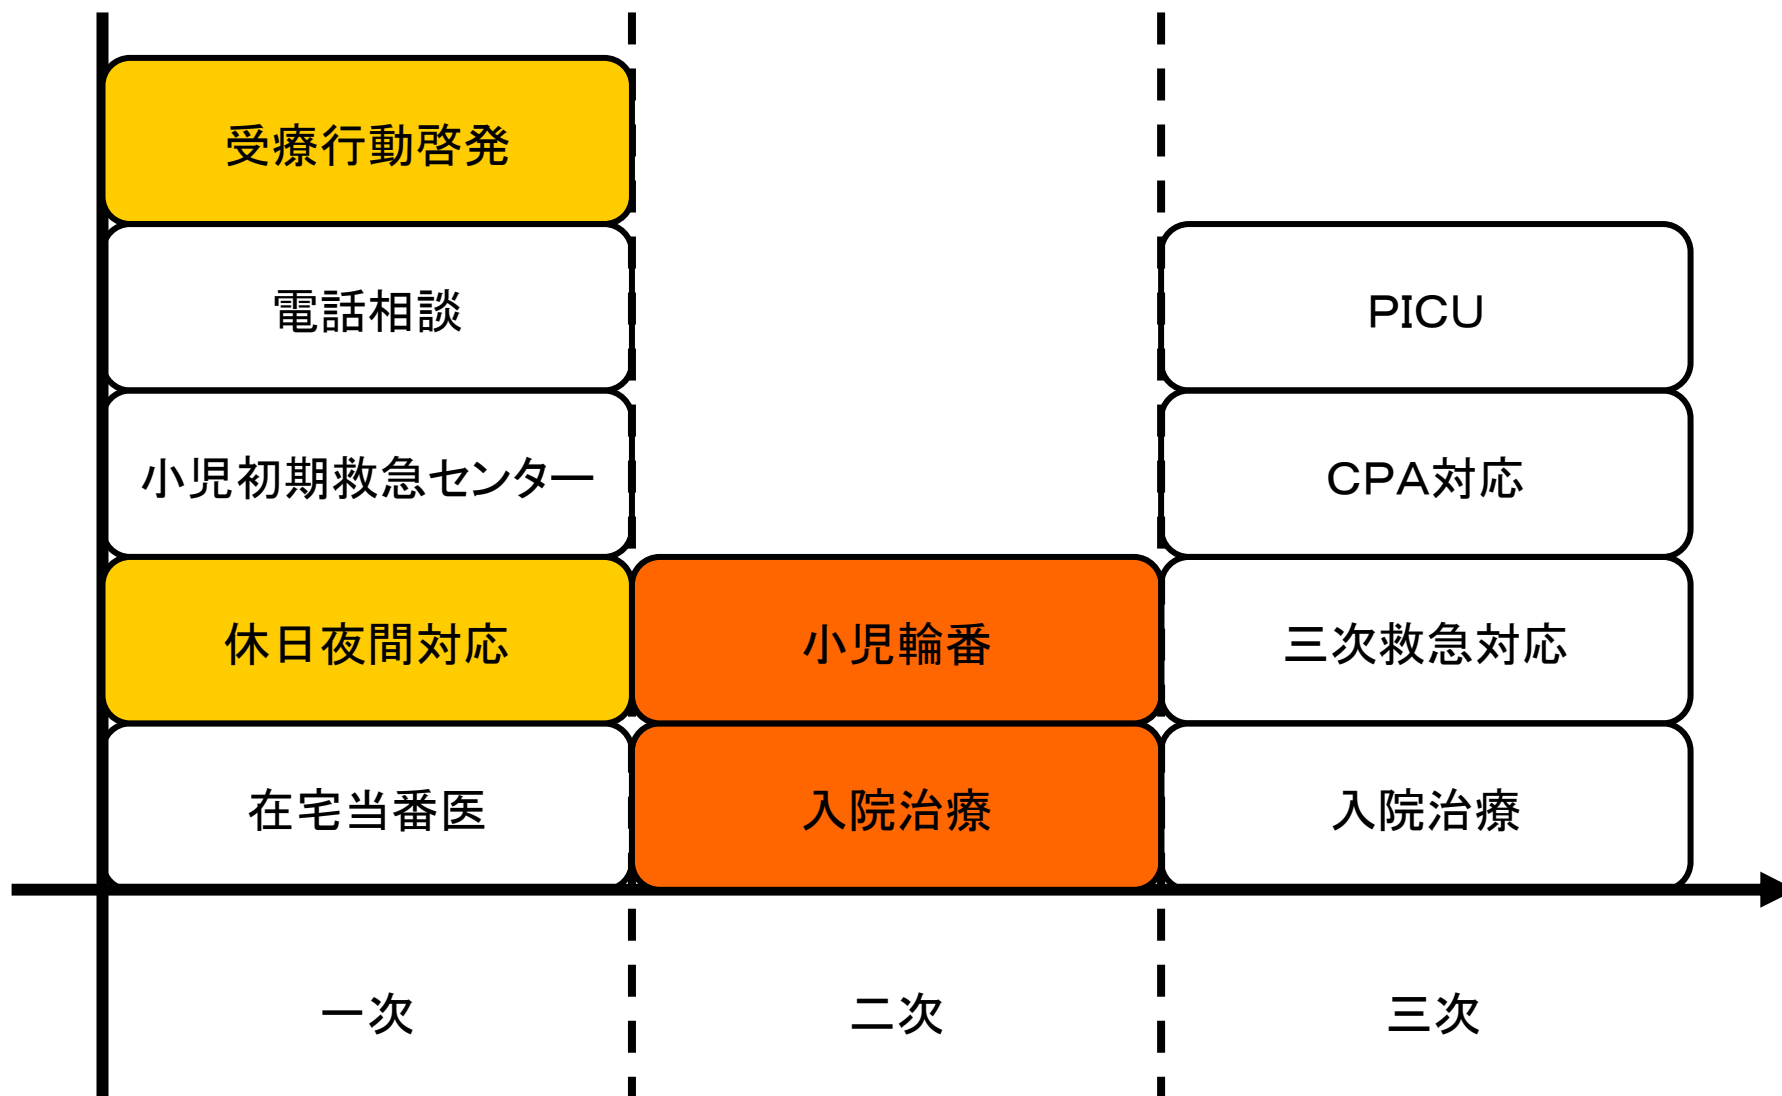 受療行動啓発
電話相談
PICU
小児初期救急センター
CPA対応
休日夜間対応
小児輪番
三次救急対応
在宅当番医
入院治療
入院治療
一次
二次
三次